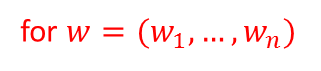 for w = (w₁, … , wₙ)